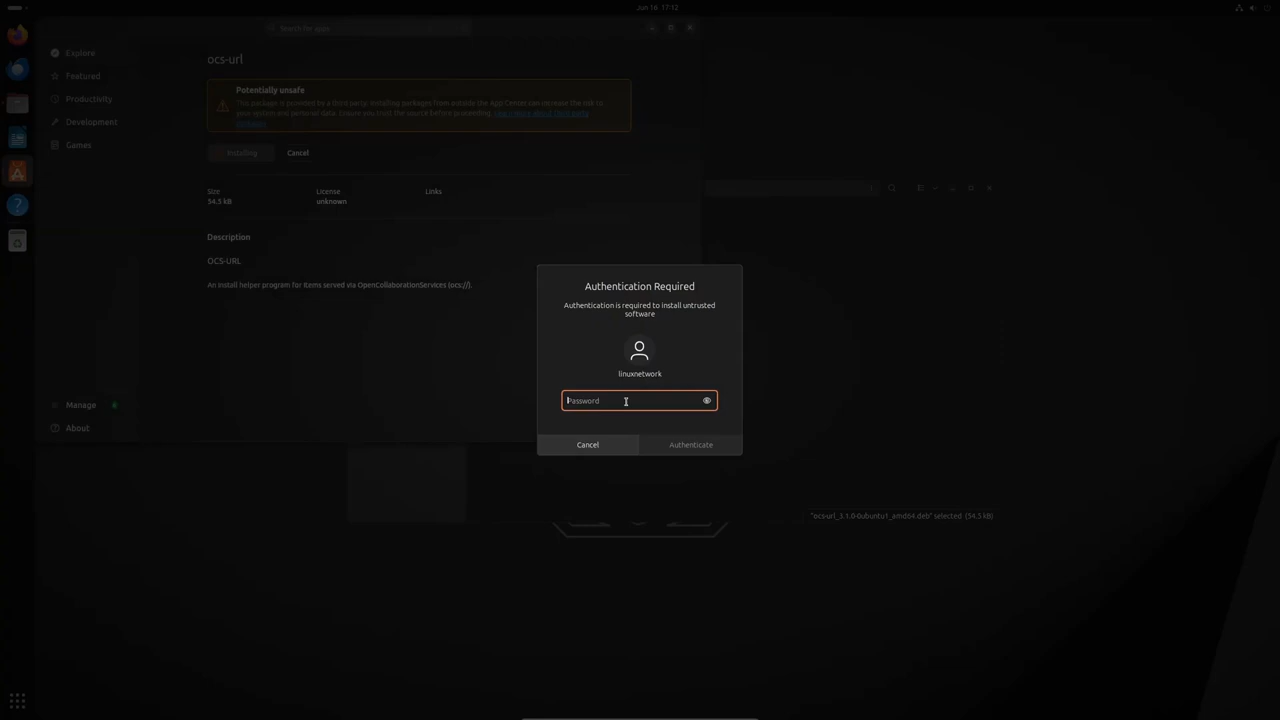 Jun 16 17:12
Search for apps
Explore
Featured
Productivity
Development
Games
Manage
About
ocs-url
Potentially unsafe
This package is provided by a third party. Installing packages from outside the App Center can increase the risk to
your system and personal data. Ensure you trust the source before proceeding. Learn more about third party
packages
Installing
Cancel
Size
54.5 kB
License
unknown
Links
Description
OCS-URL
An install helper program for items served via OpenCollaborationServices (ocs://).
Authentication Required
Authentication is required to install untrusted
software
linuxnetwork
Password
Cancel
Authenticate
"ocs-url_3.1.0-0ubuntu1_amd64.deb" selected (54.5 kB)